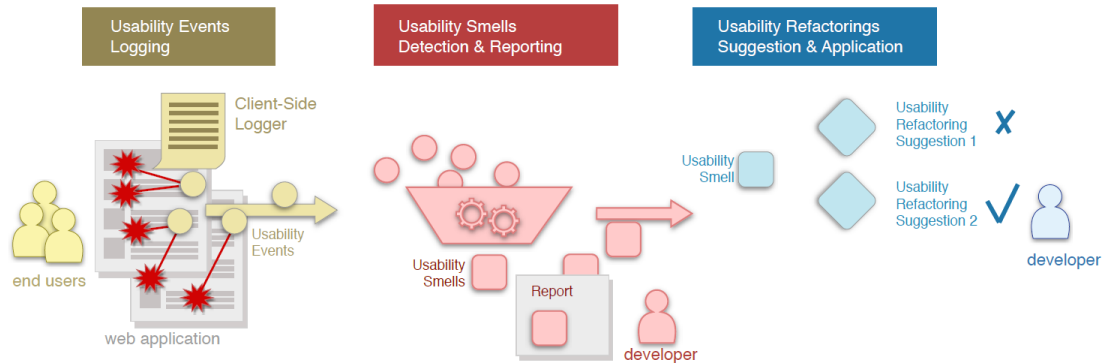 Usability Events
Logging
Usability Smells
Detection & Reporting
Usability Refactorings
Suggestion & Application
Client-Side
Logger
Usability
Events
end users
web application
Usability
Smells
Report
developer
Usability
Smell
Usability
Refactoring
Suggestion 1
Usability
Refactoring
Suggestion 2
developer